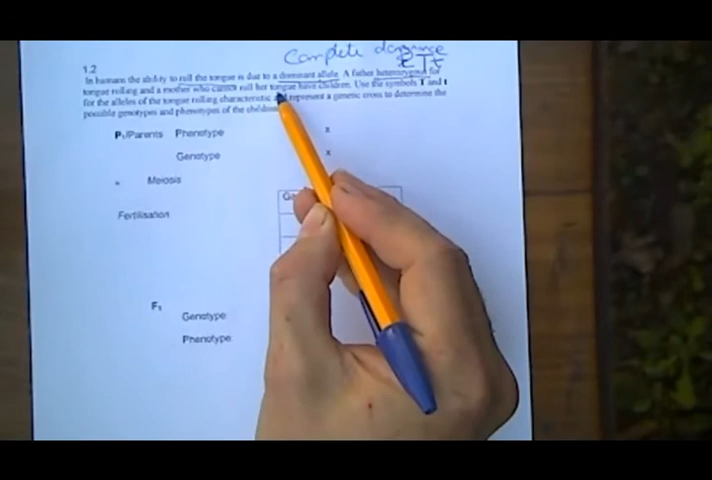 Complete dominance
Tt
1.2
In humans the ability to roll the tongue is due to a dominant allele. A father heterozygous for
tongue rolling and a mother who cannot roll her tongue have children. Use the symbols T and t
for the alleles of the tongue rolling characteristic and represent a genetic cross to determine the
possible genotypes and phenotypes of the children
P₁/Parents Phenotype x
Genotype x
Meiosis
Fertilisation
F₁
Genotype:
Phenotype: